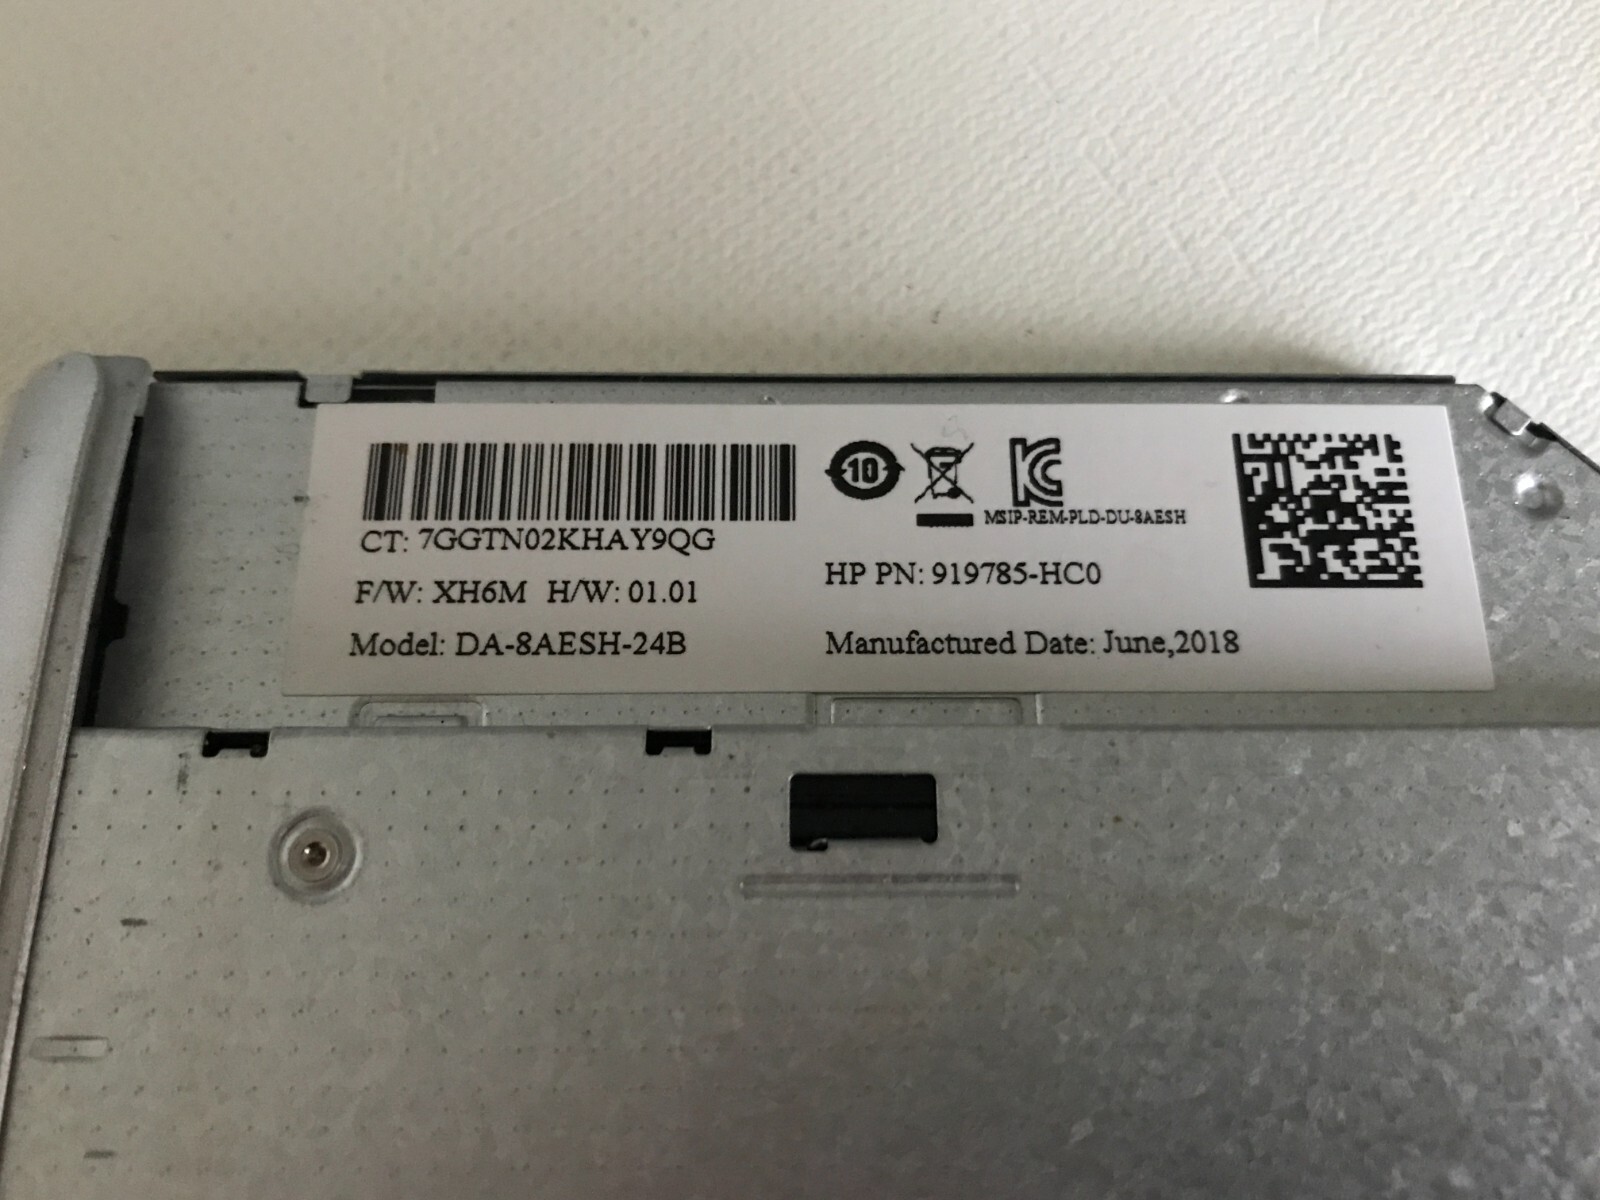 CT: 7GGTN02KHAY9QG
F/W: XH6M H/W: 01.01
Model: DA-8AESH-24B
10
MSIP-REM-PLD-DU-8AESH
HP PN: 919785-HC0
Manufactured Date: June,2018